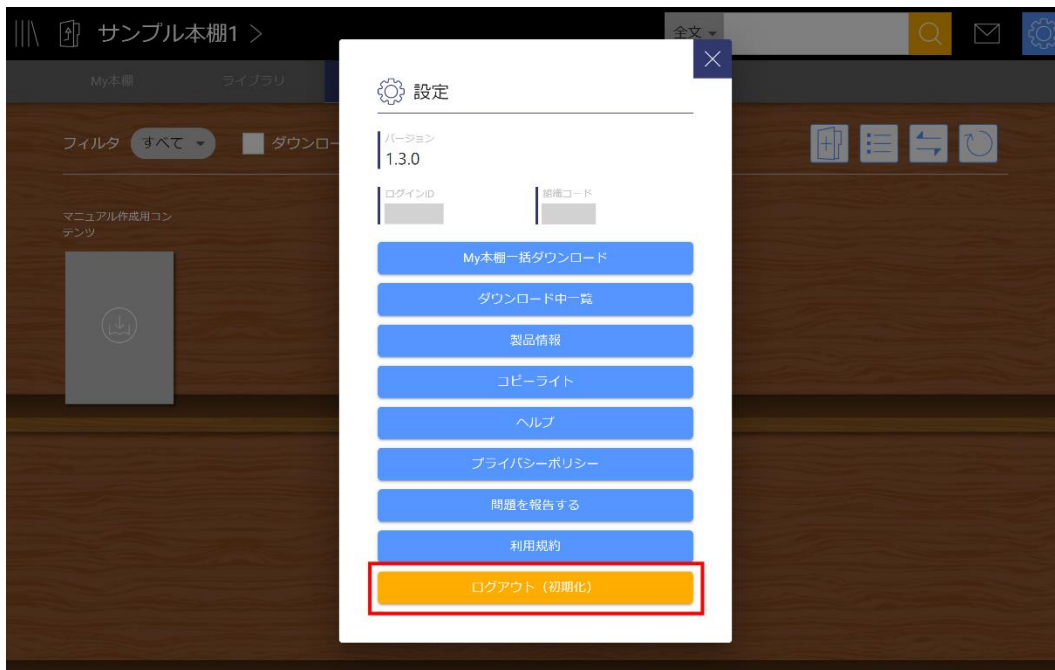 サンプル本棚1 >
全文
My本棚
ライブラリ
フィルタ すべて ダウンロー
マニュアル作成用コン
テンツ
設定
バージョン
1.3.0
ログインID 組織コード
My本棚一括ダウンロード
ダウンロード中一覧
製品情報
コピーライト
ヘルプ
プライバシーポリシー
問題を報告する
利用規約
ログアウト（初期化）